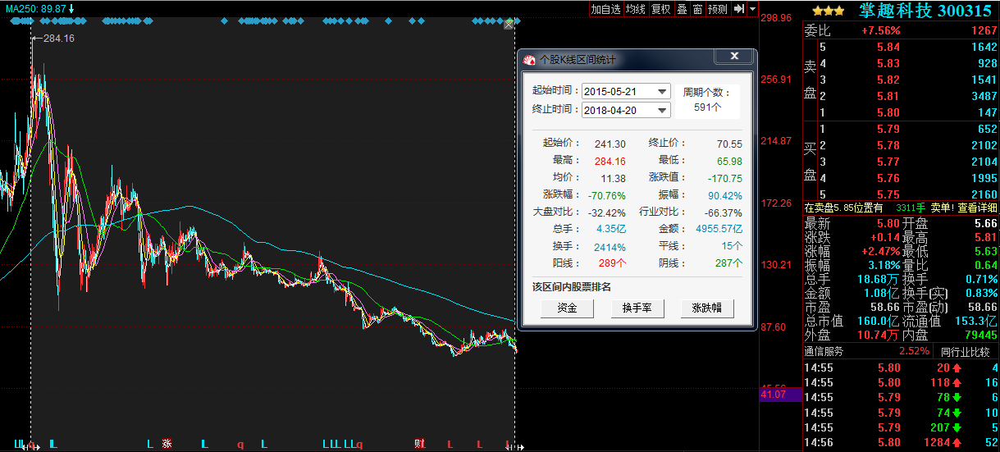 MA250: 89.87
加自选 均线 复权 叠 窗 预测
298.96
掌趣科技 300315
284.16
委比 +7.56% 1267
卖盘
5 5.84 1642
4 5.83 928
3 5.82 1541
2 5.81 3487
1 5.80 147
买盘
1 5.79 652
2 5.78 2102
3 5.77 2104
4 5.76 1995
5 5.75 2160
在卖盘5.85位置有 3311手 卖单! 查看详细
最新 5.80 开盘 5.66
涨跌 +0.14 最高 5.81
涨幅 +2.47% 最低 5.63
振幅 3.18% 量比 0.64
总手 18.68万 换手 0.71%
金额 1.08亿 换手(实) 0.83%
市盈 58.66 市盈(动) 58.66
总市值 160.0亿 流通值 153.3亿
外盘 10.74万 内盘 79445
通信服务 2.52% 同行业比较
14:55 5.80 20 4
14:55 5.80 118 16
14:55 5.79 78 6
14:55 5.79 74 10
14:55 5.79 207 5
14:56 5.80 1284 52
个股K线区间统计
起始时间: 2015-05-21
终止时间: 2018-04-20
周期个数:
591个
起始价: 241.30 终止价: 70.55
最高: 284.16 最低: 65.98
均价: 11.38 涨跌值: -170.75
涨跌幅: -70.76% 振幅: 90.42%
大盘对比: -32.42% 行业对比: -66.37%
总手: 4.35亿 金额: 4955.57亿
换手: 2414% 平线: 15个
阳线: 289个 阴线: 287个
该区间内股票排名
资金 换手率 涨跌幅
256.91
214.87
172.26
130.21
87.60
41.07
L L L 涨 L q L L L L L q 财 L L L